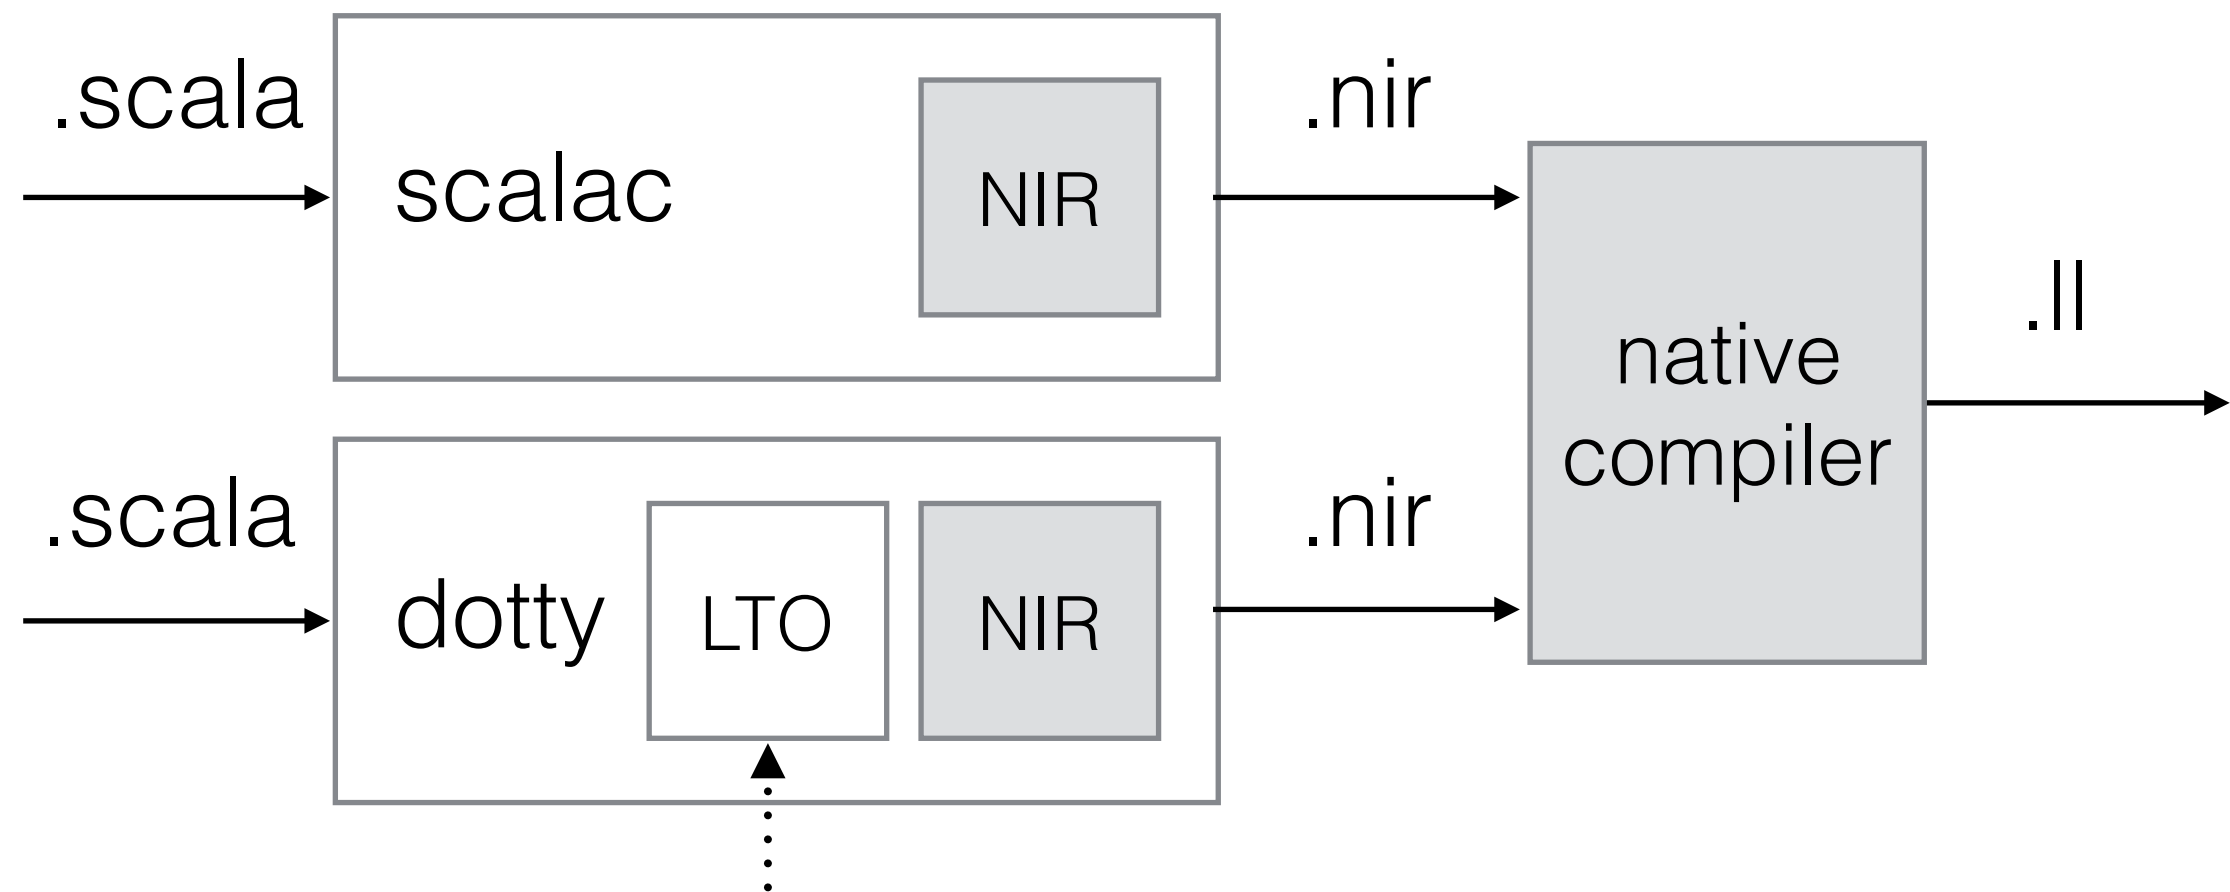 .scala
scalac
NIR
.nir
.scala
dotty
LTO
NIR
.nir
native
compiler
.ll